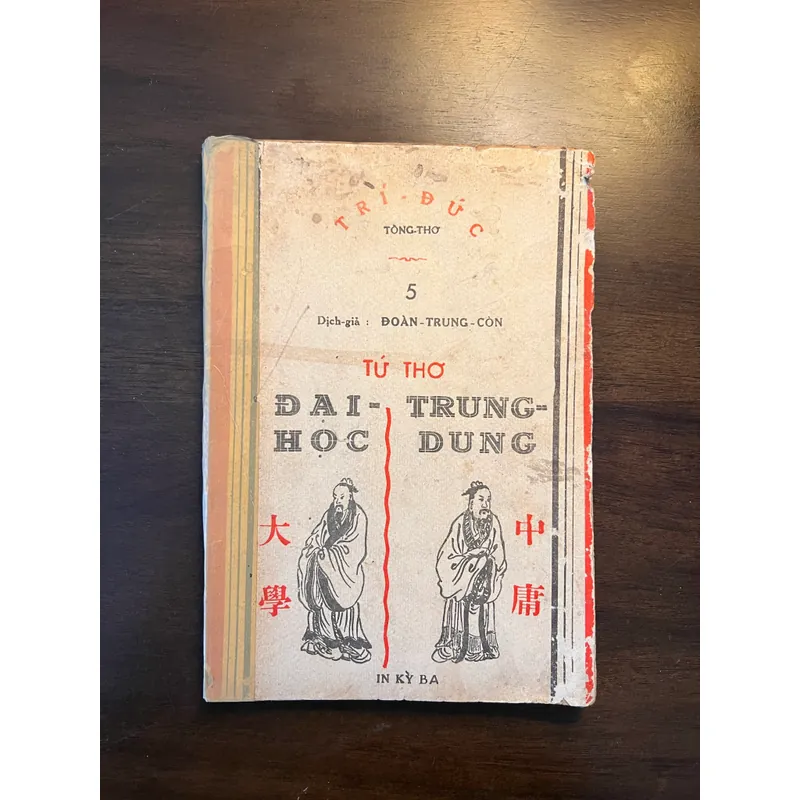 TRÍ-ĐỨC
TÒNG-THƠ
5
Dịch-giả : ĐOÀN-TRUNG-CÒN
TỨ THƠ
ĐẠI-HỌC
TRUNG-DUNG
大學
中庸
IN KỲ BA